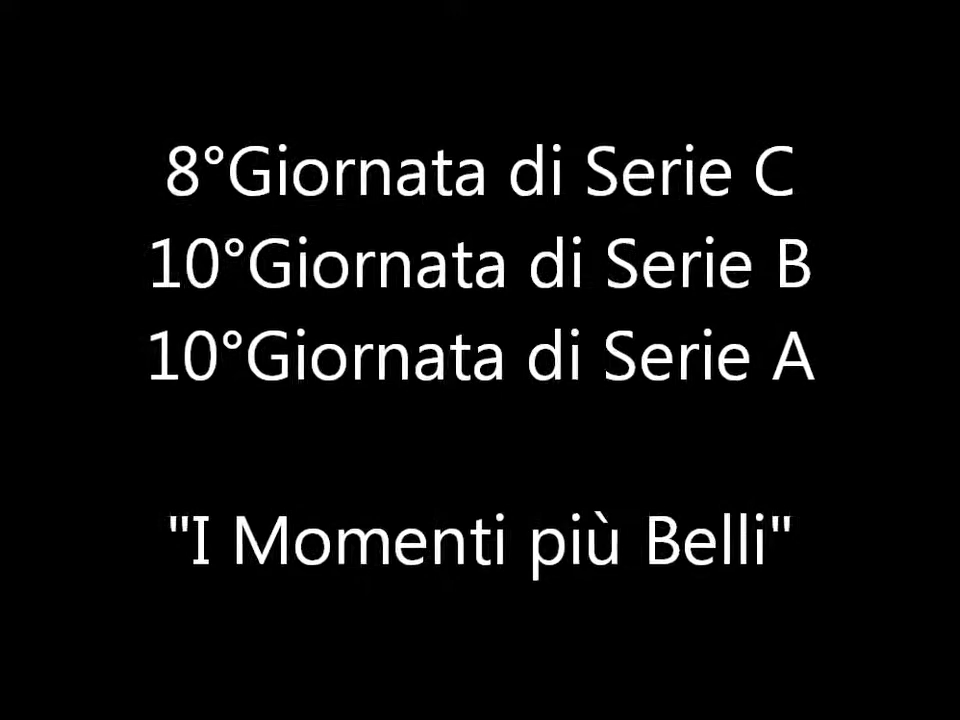 8°Giornata di Serie C
10°Giornata di Serie B
10°Giornata di Serie A
"I Momenti più Belli"